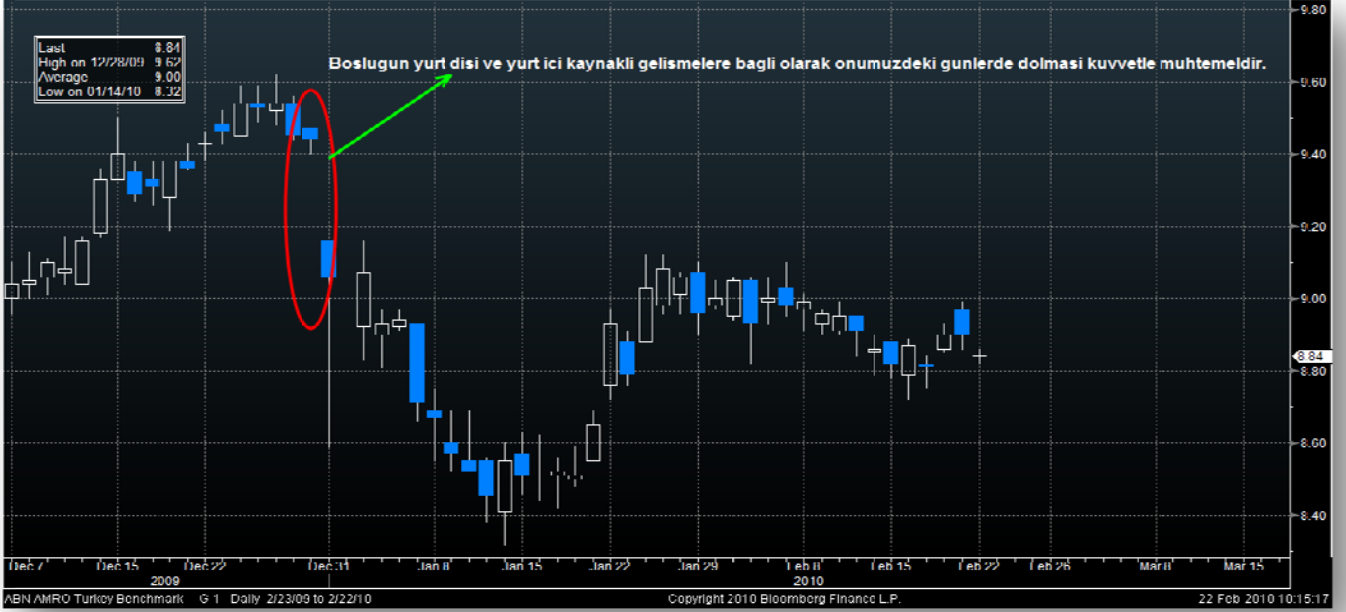 9.80
Last 8.84
High on 12/28/09 9.62
Average 9.00
Low on 01/14/10 8.32
Boslugun yurt disi ve yurt ici kaynakli gelismelere bagli olarak onumuzdeki gunlerde dolmasi kuvvetle muhtemeldir.
9.60
9.40
9.20
9.00
8.84
8.80
8.60
8.40
Dec 7 Dec 15 Dec 22 Dec 31 Jan 8 Jan 15 Jan 22 Jan 29 Feb 8 Feb 15 Feb 22 Feb 26 Mar 8 Mar 15
2009 2010
ABN AMRO Turkey Benchmark G 1 Daily 2/23/09 to 2/22/10 Copyright 2010 Bloomberg Finance L.P. 22 Feb 2010 10:15:17